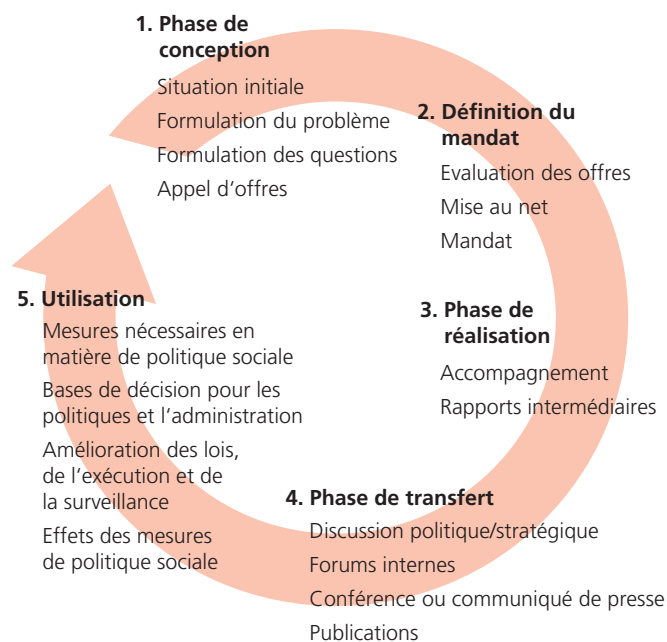 1. Phase de
conception
Situation initiale
Formulation du problème
Formulation des questions
Appel d'offres
2. Définition du
mandat
Evaluation des offres
Mise au net
Mandat
3. Phase de
réalisation
Accompagnement
Rapports intermédiaires
4. Phase de transfert
Discussion politique/stratégique
Forums internes
Conférence ou communiqué de presse
Publications
5. Utilisation
Mesures nécessaires en
matière de politique sociale
Bases de décision pour les
politiques et l'administration
Amélioration des lois,
de l'exécution et de
la surveillance
Effets des mesures
de politique sociale